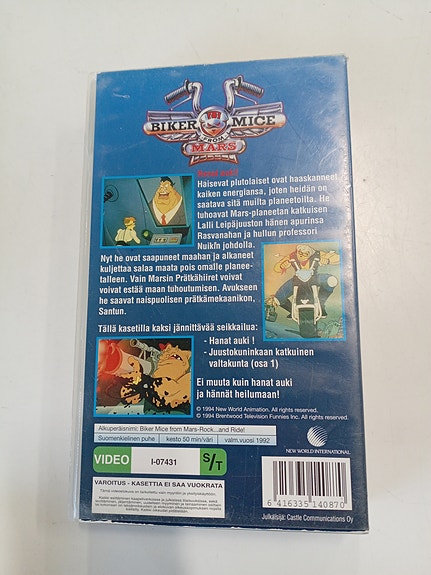 BIKER MICE
FROM
MARS
Haisevat plutolaiset ovat haaskanneet
kaiken energiansa, joten heidän on
saatava sitä muilta planeetoilta. He
tuhoavat Mars-planeetan katkuisen
Lalli Leipäjuuston hänen apurinsa
Rasvanahan ja hullun professori
Nuikin johdolla.
Nyt he ovat saapuneet maahan ja alkaneet
kuljettaa salaa maata pois omalle planee-
talleen. Vain Marsin Prätkähiiret voivat
voivat estää maan tuhoutumisen. Avukseen
he saavat naispuolisen prätkämekaanikon,
Santun.
Tällä kasetilla kaksi jännittävää seikkailua:
- Hanat auki !
- Juustokuninkaan katkuinen
valtakunta (osa 1)
Ei muuta kuin hanat auki
ja hännät heilumaan!
© 1994 New World Animation. All rights reserved.
© 1994 Brentwood Television Funnies Inc. All rights reserved.
Alkuperäisnimi: Biker Mice from Mars-Rock...and Ride!
Suomenkielinen puhe kesto 50 min/väri valm.vuosi 1992
NEW WORLD INTERNATIONAL
VIDEO I-07431 S/T
VAROITUS - KASETTIA EI SAA VUOKRATA
6 416335 140870
Julkaisija: Castle Communications Oy